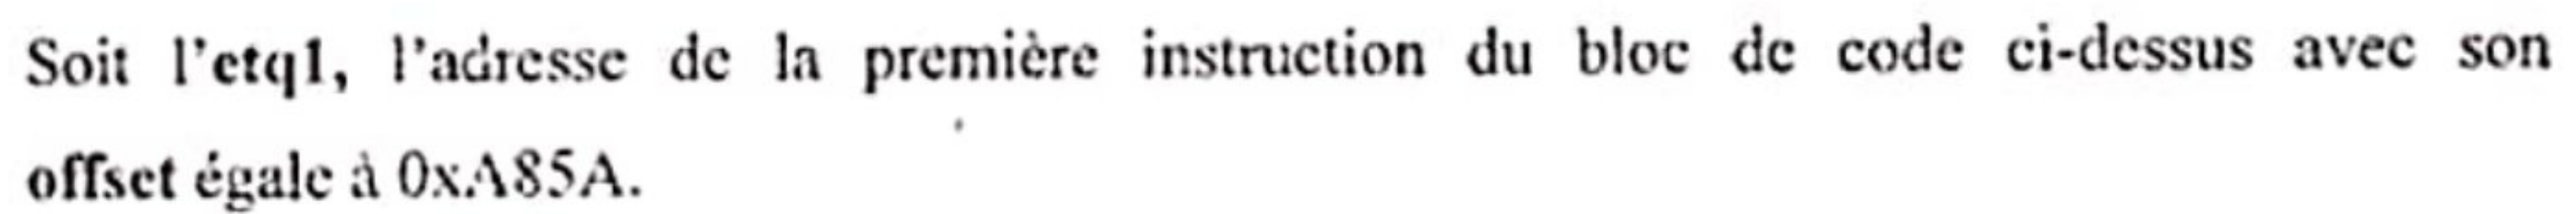 Soit l'etq1, l'adresse de la première instruction du bloc de code ci-dessus avec son
offset égale à 0xA85A.